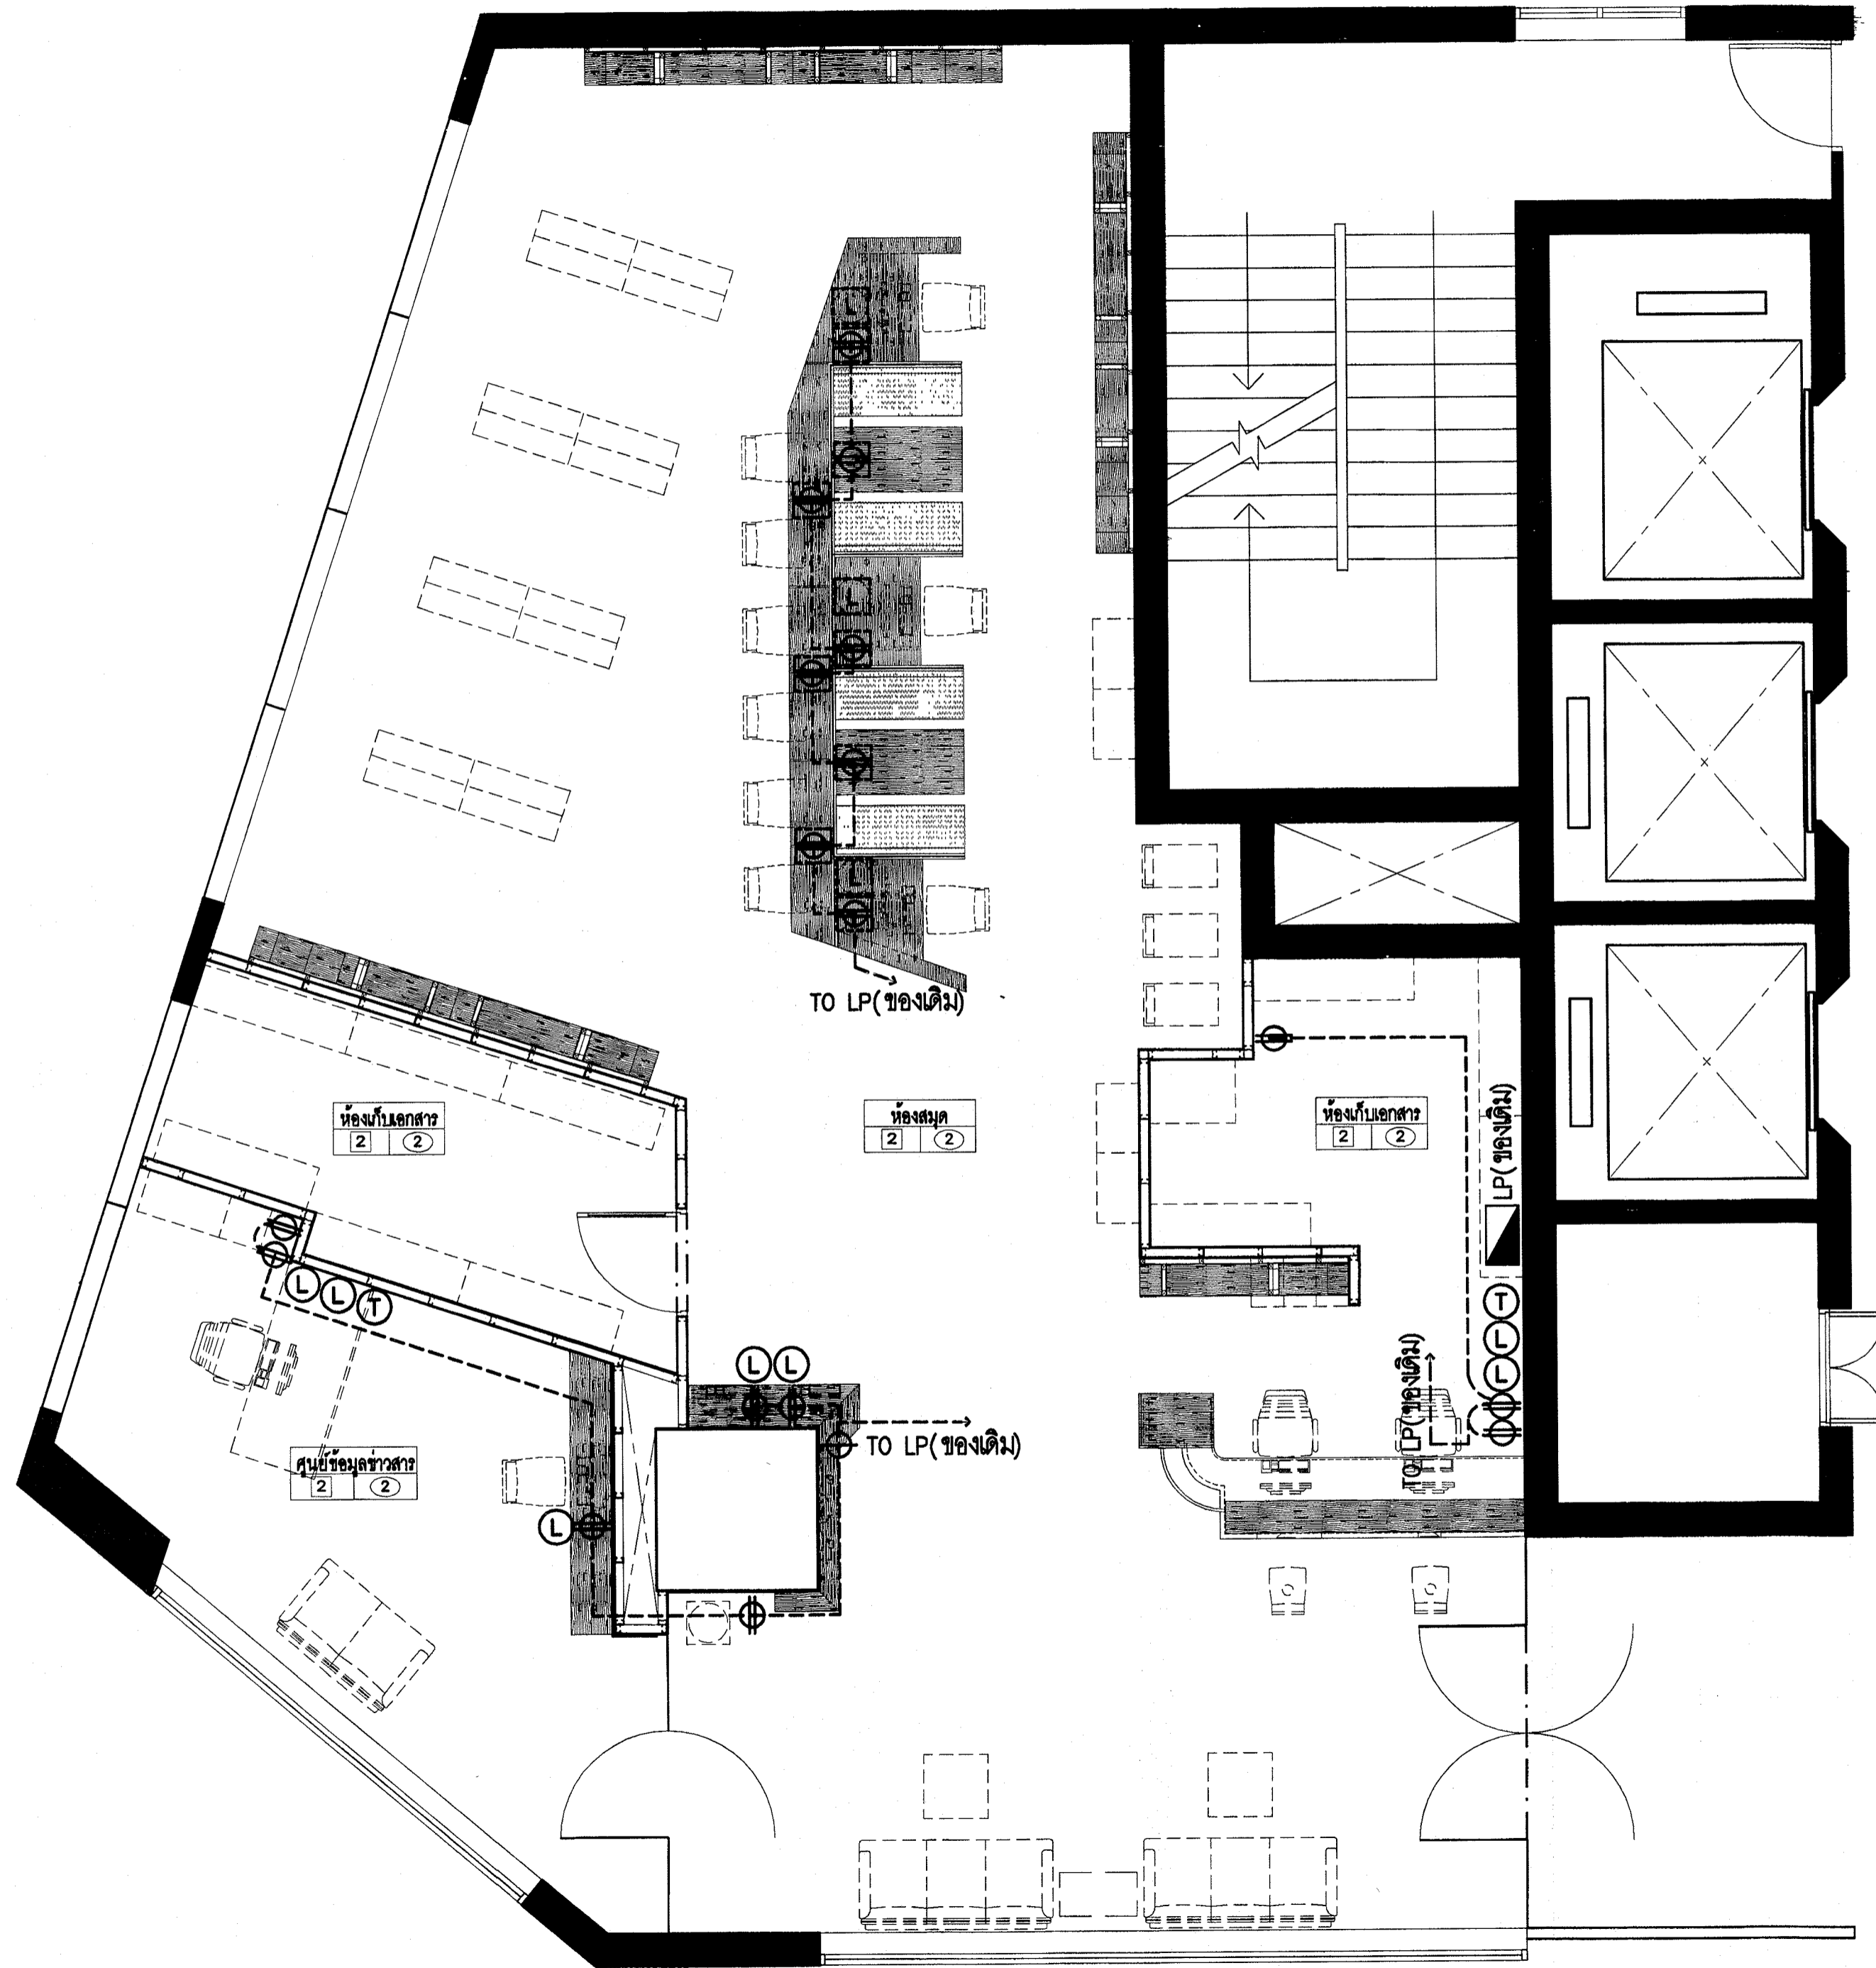 L
L
L
TO LP(ของเดิม)
ห้องเก็บเอกสาร
2 2
ห้องสมุด
2 2
ห้องเก็บเอกสาร
2 2
LP(ของเดิม)
L
L
T
T
L
L
L L
TO LP(ของเดิม)
TO LP(ของเดิม)
ศูนย์ข้อมูลข่าวสาร
2 2
L